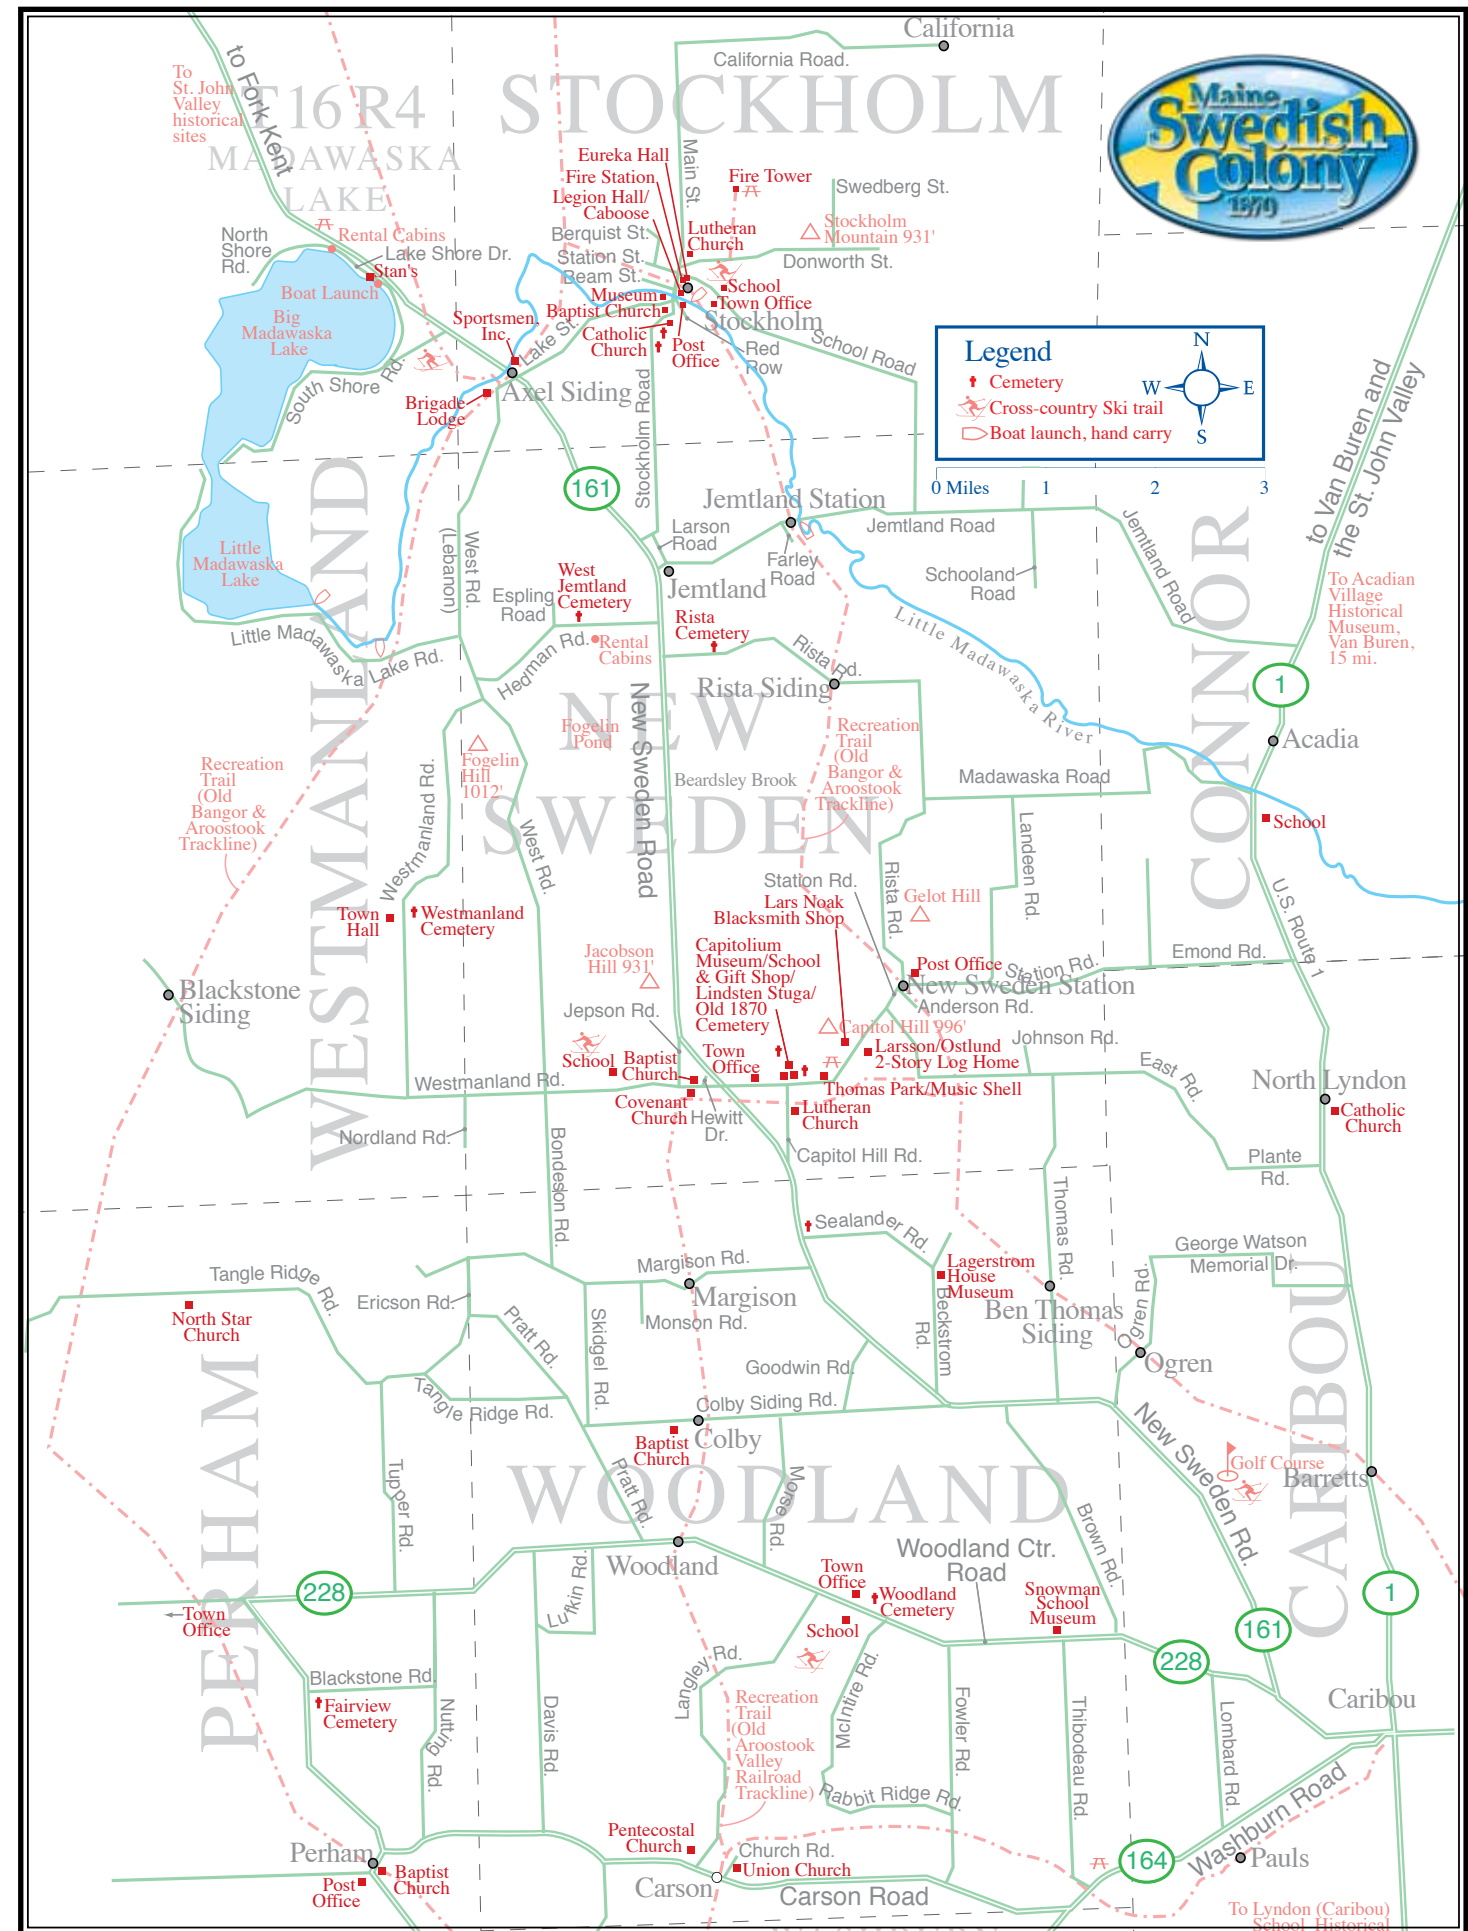 California
California Road.
STOCKHOLM
Maine
Swedish
Colony
1870
to Fork Kent
To
St. John
Valley
historical
sites
T16 R4
MADAWASKA
LAKE
Main St.
Eureka Hall
Fire Station
Legion Hall/
Caboose
Fire Tower
Swedberg St.
Stockholm
Mountain 931'
Berquist St.
Lutheran
Church
Station St.
Beam St.
Donworth St.
North
Shore
Rd.
Rental Cabins
Lake Shore Dr.
Stan's
Boat Launch
Big
Madawaska
Lake
School
Museum
Town Office
Baptist Church
Stockholm
Sportsmen.
Inc.
Lake St.
Catholic
Church
Post
Office
Red
Row
School Road
South Shore Rd.
Axel Siding
Brigade
Lodge
Stockholm Road
Legend
Cemetery
Cross-country Ski trail
Boat launch, hand carry
N
W
E
S
0 Miles
1
2
3
to Van Buren and
the St. John Valley
161
Jemtland Station
Jemtland Road
Jemtland Road
Larson
Road
Farley
Road
Schooland
Road
Jemtland
WESTMANLAND
West Rd.
(Lebanon)
Little
Madawaska
Lake
West
Jemtland
Cemetery
Espling
Road
Rista
Cemetery
Little Madawaska Lake Rd.
Hedman Rd.
Rental
Cabins
Rista Rd.
Rista Siding
Little Madawaska River
CONNOR
To Acadian
Village
Historical
Museum,
Van Buren,
15 mi.
1
Acadia
School
NEW
SWEDEN
New Sweden Road
Fogelin
Pond
Fogelin
Hill
1012'
Beardsley Brook
Recreation
Trail
(Old
Bangor &
Aroostook
Trackline)
Madawaska Road
Recreation
Trail
(Old
Bangor &
Aroostook
Trackline)
Westmanland Rd.
West Rd.
Landeen Rd.
Station Rd.
Lars Noak
Blacksmith Shop
Rista Rd.
Gelot Hill
U.S. Route 1
Town
Hall
Westmanland
Cemetery
Jacobson
Hill 931'
Capitolium
Museum/School
& Gift Shop/
Lindsten Stuga/
Old 1870
Cemetery
Post Office
Station Rd.
Emond Rd.
New Sweden Station
Anderson Rd.
Blackstone
Siding
Jepson Rd.
Capitol Hill 996'
Johnson Rd.
School
Baptist
Church
Town
Office
Larsson/Ostlund
2-Story Log Home
East Rd.
North Lyndon
Westmanland Rd.
Thomas Park/Music Shell
Catholic
Church
Covenant
Church
Hewitt
Dr.
Lutheran
Church
Nordland Rd.
Bondeson Rd.
Capitol Hill Rd.
Plante
Rd.
Thomas Rd.
Sealander Rd.
George Watson
Memorial Dr.
Tangle Ridge Rd.
Margison Rd.
Lagerstrom
House
Museum
Ogren Rd.
Ericson Rd.
Margison
Ben Thomas
Siding
North Star
Church
Pratt Rd.
Skidgel Rd.
Monson Rd.
Beckstrom
Rd.
CARIBOU
PERHAM
Goodwin Rd.
Ogren
Tangle Ridge Rd.
Colby Siding Rd.
Colby
Baptist
Church
New Sweden Rd.
Golf Course
Barretts
WOODLAND
Tupper Rd.
Pratt Rd.
Morse Rd.
Brown Rd.
Woodland
Woodland Ctr.
Road
228
Lufkin Rd.
Town
Office
Woodland
Cemetery
Snowman
School
Museum
1
Town
Office
School
161
228
Blackstone Rd.
Langley Rd.
McIntire Rd.
Fairview
Cemetery
Nutting Rd.
Davis Rd.
Recreation
Trail
(Old
Aroostook
Valley
Railroad
Trackline)
Fowler Rd.
Thibodeau Rd.
Lombard Rd.
Caribou
Rabbit Ridge Rd.
Washburn Road
Perham
Pentecostal
Church
Church Rd.
164
Pauls
Baptist
Church
Post
Office
Union Church
Carson
Carson Road
To Lyndon (Caribou)
School Historical